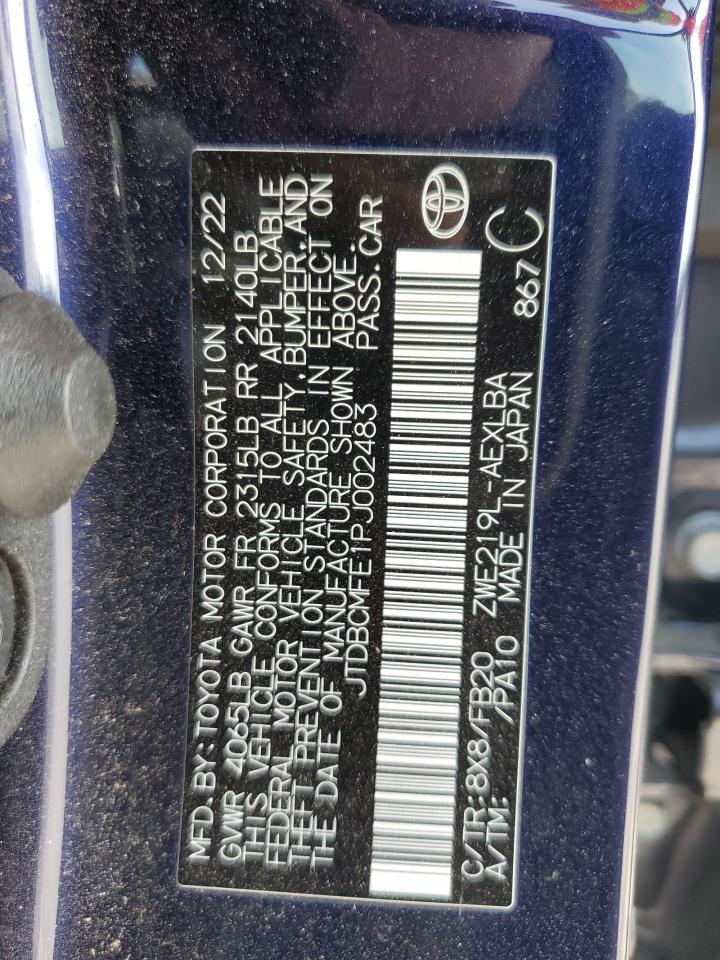 MFD.BY:TOYOTA MOTOR CORPORATION 12/22
GVWR 4065LB GAWR FR 2315LB RR 2140LB
THIS VEHICLE CONFORMS TO ALL APPLICABLE
FEDERAL MOTOR VEHICLE SAFETY,BUMPER,AND
THEFT PREVENTION STANDARDS IN EFFECT ON
THE DATE OF MANUFACTURE SHOWN ABOVE.
JTDBCMFE1PJ002483 PASS.CAR
C/TR:8X8/FB20 ZWE219L-AEXLBA
A/TM: /PA10 MADE IN JAPAN 867 C